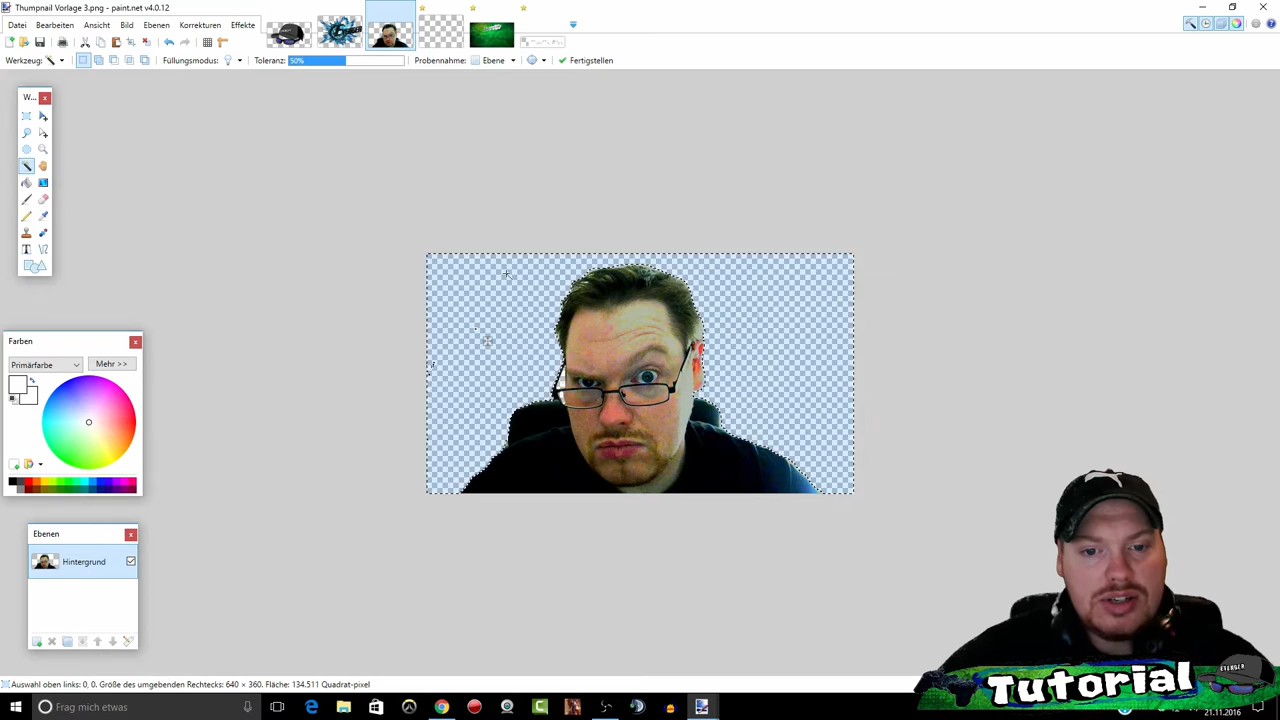 Thumpnail Vorlage 3.png - paint.net v4.0.12
Datei Bearbeiten Ansicht Bild Ebenen Korrekturen Effekte
Werkzeug: Füllungsmodus: Toleranz: 50% Probennahme: Ebene Fertigstellen
W...
Farben
Primärfarbe Mehr >>
Ebenen
Hintergrund
ETERGER
Tutorial
Auswahl oben links: 0, 0. Größe des umgebenden Rechtecks: 640 × 360. Fläche: 134.511 Quadrat-pixel
Frag mich etwas
21.11.2016